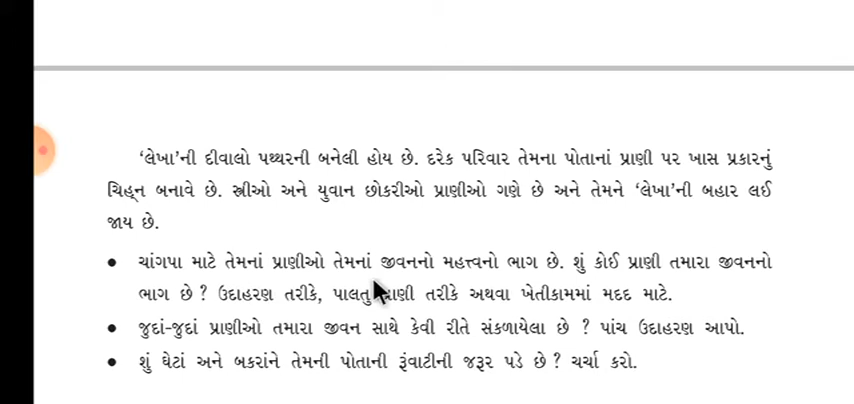 ‘લેખા’ની દીવાલો પથ્થરની બનેલી હોય છે. દરેક પરિવાર તેમના પોતાનાં પ્રાણી પર ખાસ પ્રકારનું
ચિહ્ન બનાવે છે. સ્ત્રીઓ અને યુવાન છોકરીઓ પ્રાણીઓ ગણે છે અને તેમને ‘લેખા’ની બહાર લઈ
જાય છે.
• ચાંગપા માટે તેમનાં પ્રાણીઓ તેમનાં જીવનનો મહત્ત્વનો ભાગ છે. શું કોઈ પ્રાણી તમારા જીવનનો
ભાગ છે ? ઉદાહરણ તરીકે, પાલતુ પ્રાણી તરીકે અથવા ખેતીકામમાં મદદ માટે.
• જુદાં-જુદાં પ્રાણીઓ તમારા જીવન સાથે કેવી રીતે સંકળાયેલા છે ? પાંચ ઉદાહરણ આપો.
• શું ઘેટાં અને બકરાંને તેમની પોતાની રૂંવાટીની જરૂર પડે છે ? ચર્ચા કરો.